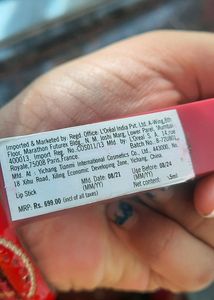 Imported & Marketed by: Regd. Office: L'Oréal India Pvt. Ltd. A-Wing, 8th
Floor, Marathon Futurex Bldg., N. M. Joshi Marg, Lower Parel, Mumbai-
400013. Import Reg. No. COS011/13 Mfg. by: L'Oréal S. A. 14, rue
Royale, 75008 Paris, France. Batch No.
Mfd. At : Yichang Tianmi International Cosmetics Co., Ltd., 443000, No.
18 Xihu Road, Xiling Economic Developing Zone, Yichang, China.
Lip Stick
Mfd. Date: 08/21
(MM/YY)
Use Before: 08/24
(MM/YY)
MRP: Rs. 699.00 (incl of all taxes)
Net content: